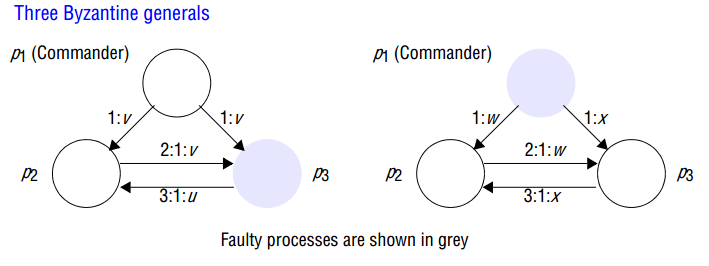 Three Byzantine generals
p1 (Commander)
p1 (Commander)
1:v
1:v
1:w
1:x
2:1:v
2:1:w
p2
p3
p2
p3
3:1:u
3:1:x
Faulty processes are shown in grey